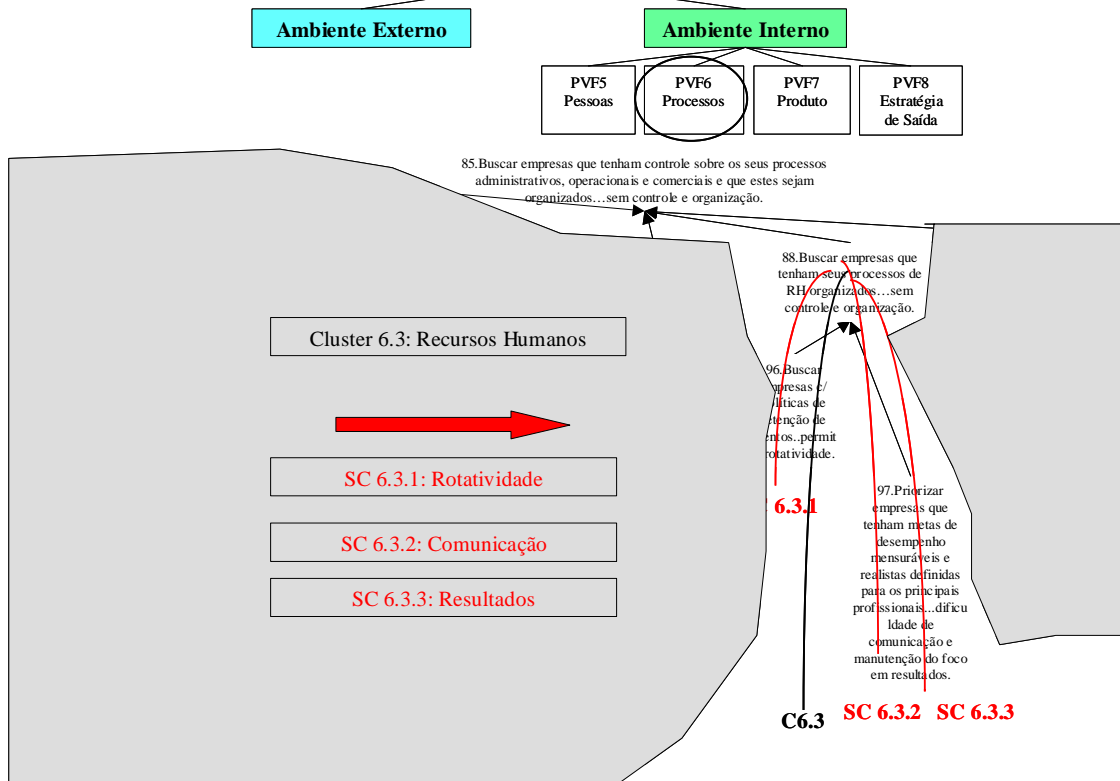 Ambiente Externo
Ambiente Interno
PVF5
Pessoas
PVF6
Processos
PVF7
Produto
PVF8
Estratégia
de Saída
85.Buscar empresas que tenham controle sobre os seus processos
administrativos, operacionais e comerciais e que estes sejam
organizados…sem controle e organização.
88.Buscar empresas que
tenham seus processos de
RH organizados…sem
controle e organização.
Cluster 6.3: Recursos Humanos
96.Buscar
c/
de
de
permit
rotatividade.
SC 6.3.1: Rotatividade
SC 6.3.2: Comunicação
SC 6.3.3: Resultados
6.3.1
97.Priorizar
empresas que
tenham metas de
desempenho
mensuráveis e
realistas definidas
para os principais
profissionais...dificu
ldade de
comunicação e
manutenção do foco
em resultados.
C6.3
SC 6.3.2
SC 6.3.3